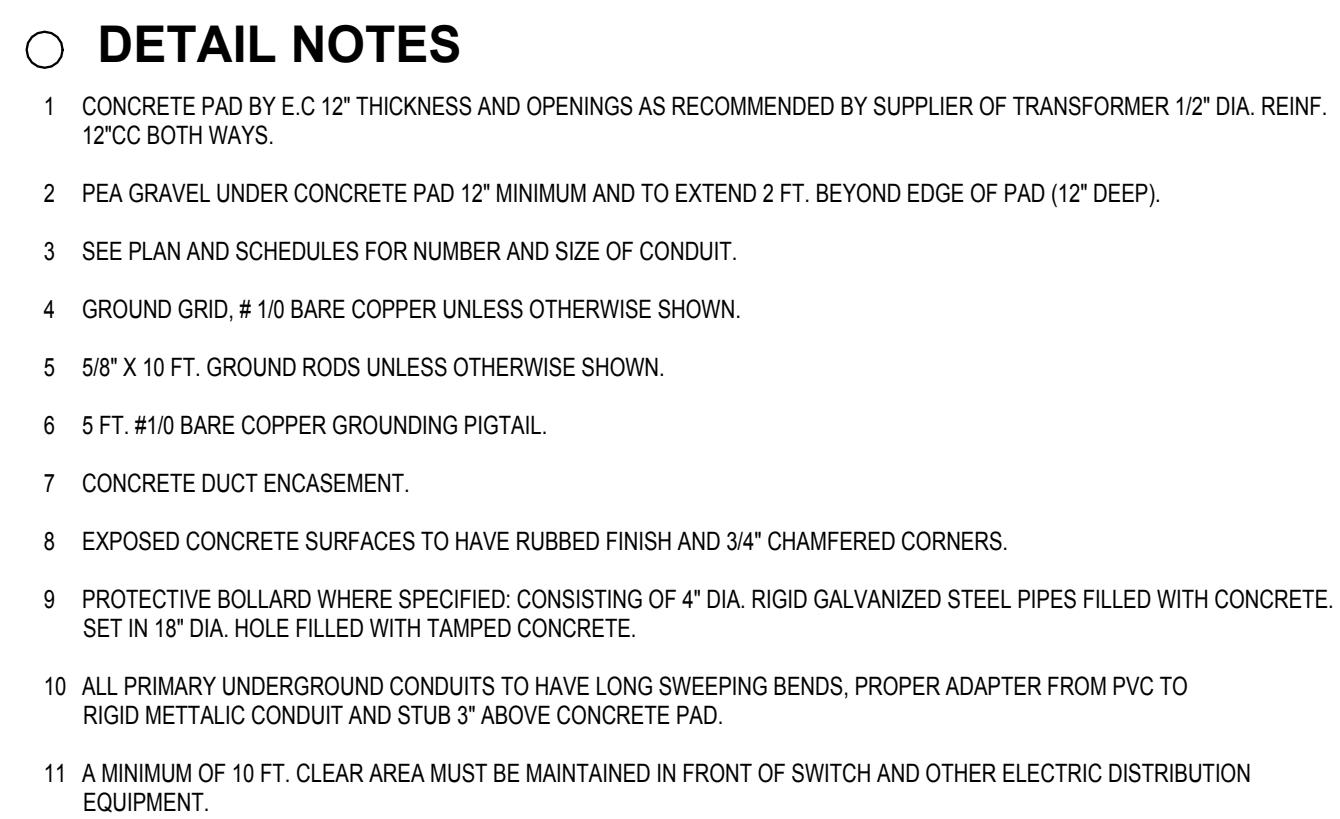 DETAIL NOTES
1 CONCRETE PAD BY E.C 12" THICKNESS AND OPENINGS AS RECOMMENDED BY SUPPLIER OF TRANSFORMER 1/2" DIA. REINF.
12"CC BOTH WAYS.
2 PEA GRAVEL UNDER CONCRETE PAD 12" MINIMUM AND TO EXTEND 2 FT. BEYOND EDGE OF PAD (12" DEEP).
3 SEE PLAN AND SCHEDULES FOR NUMBER AND SIZE OF CONDUIT.
4 GROUND GRID, # 1/0 BARE COPPER UNLESS OTHERWISE SHOWN.
5 5/8" X 10 FT. GROUND RODS UNLESS OTHERWISE SHOWN.
6 5 FT. #1/0 BARE COPPER GROUNDING PIGTAIL.
7 CONCRETE DUCT ENCASEMENT.
8 EXPOSED CONCRETE SURFACES TO HAVE RUBBED FINISH AND 3/4" CHAMFERED CORNERS.
9 PROTECTIVE BOLLARD WHERE SPECIFIED: CONSISTING OF 4" DIA. RIGID GALVANIZED STEEL PIPES FILLED WITH CONCRETE.
SET IN 18" DIA. HOLE FILLED WITH TAMPED CONCRETE.
10 ALL PRIMARY UNDERGROUND CONDUITS TO HAVE LONG SWEEPING BENDS, PROPER ADAPTER FROM PVC TO
RIGID METTALIC CONDUIT AND STUB 3" ABOVE CONCRETE PAD.
11 A MINIMUM OF 10 FT. CLEAR AREA MUST BE MAINTAINED IN FRONT OF SWITCH AND OTHER ELECTRIC DISTRIBUTION
EQUIPMENT.